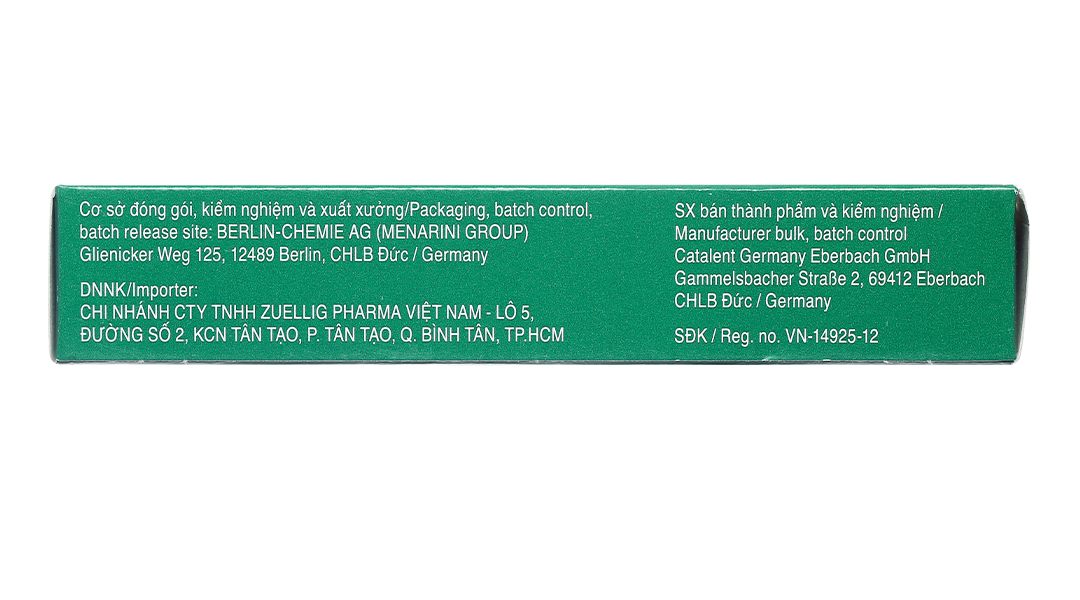 Cơ sở đóng gói, kiểm nghiệm và xuất xưởng/Packaging, batch control,
batch release site: BERLIN-CHEMIE AG (MENARINI GROUP)
Glienicker Weg 125, 12489 Berlin, CHLB Đức / Germany
DNNK/Importer:
CHI NHÁNH CTY TNHH ZUELLIG PHARMA VIỆT NAM - LÔ 5,
ĐƯỜNG SỐ 2, KCN TÂN TẠO, P. TÂN TẠO, Q. BÌNH TÂN, TP.HCM
SX bán thành phẩm và kiểm nghiệm /
Manufacturer bulk, batch control
Catalent Germany Eberbach GmbH
Gammelsbacher Straße 2, 69412 Eberbach
CHLB Đức / Germany
SĐK / Reg. no. VN-14925-12